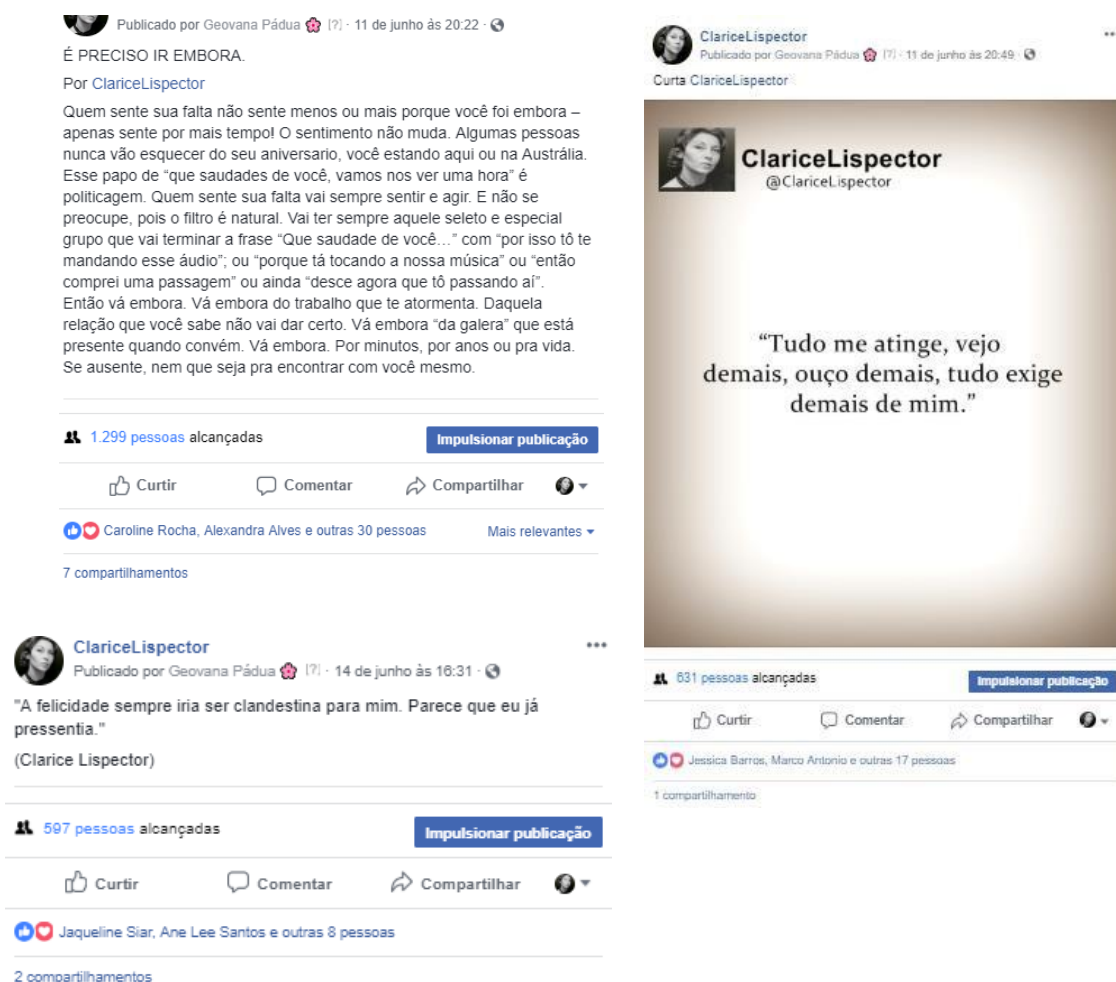 Publicado por Geovana Pádua 🌸 [?] · 11 de junho às 20:22 ·
É PRECISO IR EMBORA.
Por ClariceLispector
Quem sente sua falta não sente menos ou mais porque você foi embora –
apenas sente por mais tempo! O sentimento não muda. Algumas pessoas
nunca vão esquecer do seu aniversario, você estando aqui ou na Austrália.
Esse papo de “que saudades de você, vamos nos ver uma hora” é
politicagem. Quem sente sua falta vai sempre sentir e agir. E não se
preocupe, pois o filtro é natural. Vai ter sempre aquele seleto e especial
grupo que vai terminar a frase “Que saudade de você…” com “por isso tô te
mandando esse áudio”; ou “porque tá tocando a nossa música” ou “então
comprei uma passagem” ou ainda “desce agora que tô passando aí”.
Então vá embora. Vá embora do trabalho que te atormenta. Daquela
relação que você sabe não vai dar certo. Vá embora “da galera” que está
presente quando convém. Vá embora. Por minutos, por anos ou pra vida.
Se ausente, nem que seja pra encontrar com você mesmo.
1.299 pessoas alcançadas
Impulsionar publicação
Curtir Comentar Compartilhar
Caroline Rocha, Alexandra Alves e outras 30 pessoas
Mais relevantes
7 compartilhamentos
ClariceLispector
Publicado por Geovana Pádua 🌸 [?] · 14 de junho às 16:31 ·
"A felicidade sempre iria ser clandestina para mim. Parece que eu já
pressentia."
(Clarice Lispector)
597 pessoas alcançadas
Impulsionar publicação
Curtir Comentar Compartilhar
Jaqueline Siar, Ane Lee Santos e outras 8 pessoas
2 compartilhamentos
ClariceLispector
Publicado por Geovana Pádua 🌸 [?] · 11 de junho às 20:49 ·
Curta ClariceLispector
ClariceLispector
@ClariceLispector
“Tudo me atinge, vejo
demais, ouço demais, tudo exige
demais de mim.”
631 pessoas alcançadas
Impulsionar publicação
Curtir Comentar Compartilhar
Jessica Barros, Marco Antonio e outras 17 pessoas
1 compartilhamento